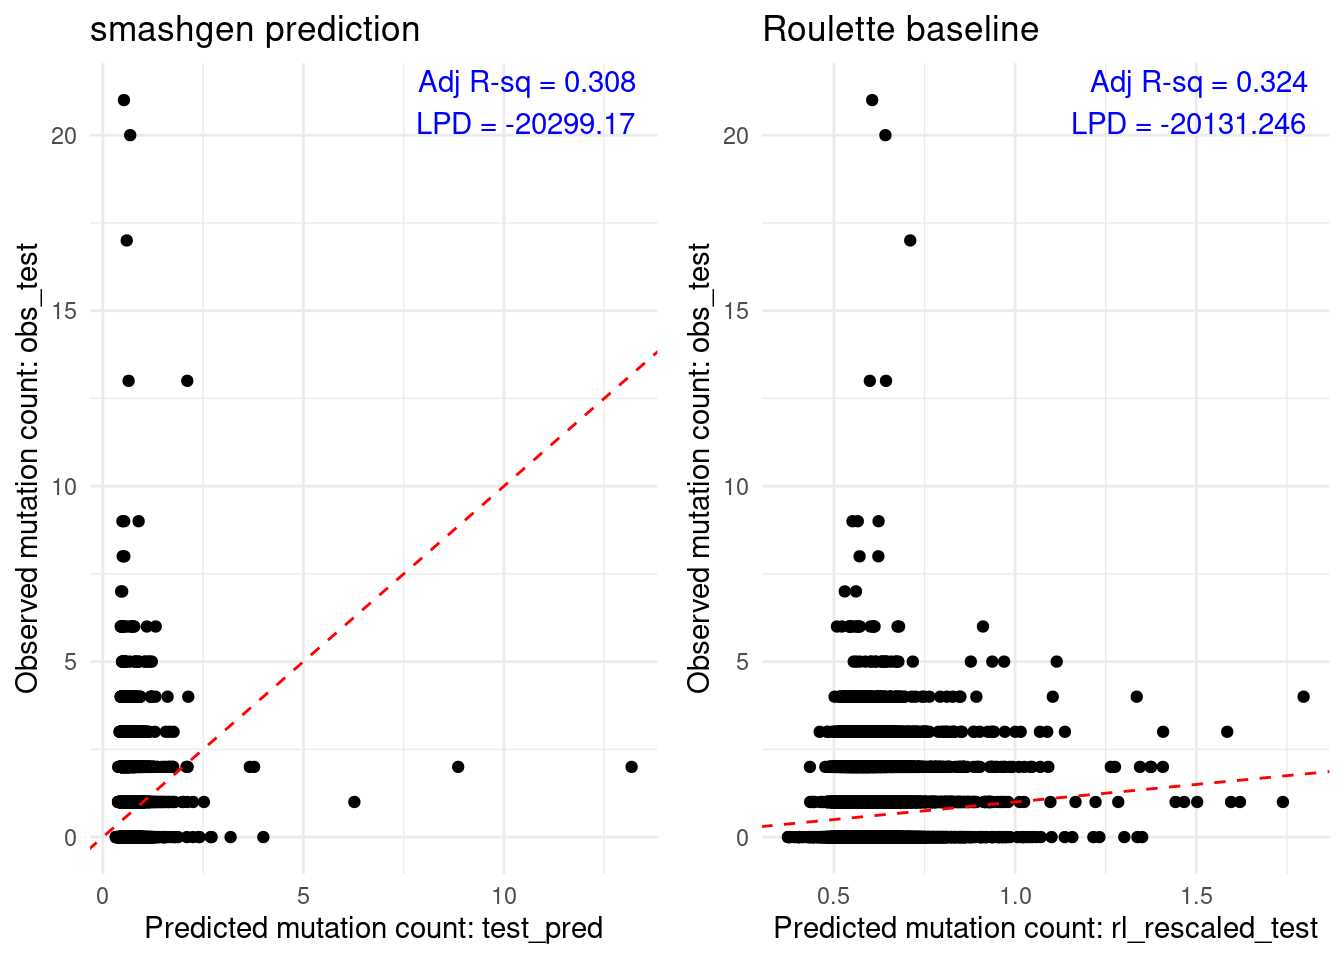 smashgen prediction
Adj R-sq = 0.308
LPD = -20299.17
Observed mutation count: obs_test
20
15
10
5
0
0
5
10
Predicted mutation count: test_pred
Roulette baseline
Adj R-sq = 0.324
LPD = -20131.246
Observed mutation count: obs_test
20
15
10
5
0
0.5
1.0
1.5
Predicted mutation count: rl_rescaled_test